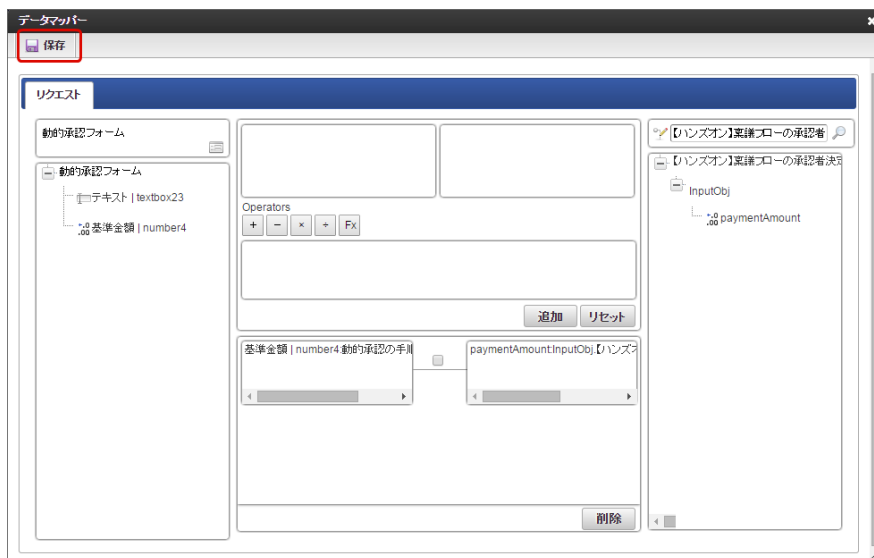 データマッパー
保存
リクエスト
動的承認フォーム
動的承認フォーム
テキスト | textbox23
基準金額 | number4
Operators
+ - × ÷ Fx
追加 リセット
基準金額 | number4:動的承認の手順
paymentAmount:InputObj.【ハンズオ
削除
【ハンズオン】稟議フローの承認者
【ハンズオン】稟議フローの承認者決定
InputObj
paymentAmount